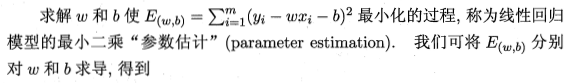 求解 w 和 b 使 E_{(w,b)} = \sum_{i=1}^{m}(y_i - wx_i - b)^2 最小化的过程, 称为线性回归
模型的最小二乘“参数估计” (parameter estimation). 我们可将 E_{(w,b)} 分别
对 w 和 b 求导, 得到